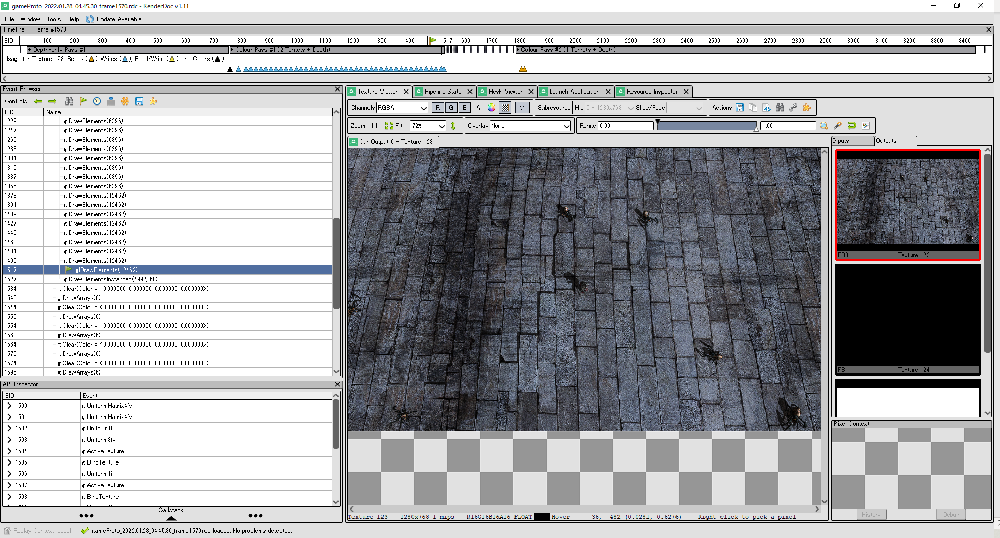 gameProto_2022.01.28_04.45.30_frame1570.rdc - RenderDoc v1.11
File Window Tools Help Update Available!
Timeline - Frame #1570
EID: 100 200 300 400 500 600 700 800 900 1000 1100 1200 1300 1400 1517 1600 1700 1800 1900 2000 2100 2200 2300 2400 2500 2600 2700 2800 2900 3000 3100 3200 3300 3400
+ Depth-only Pass #1 + Colour Pass #1 (2 Targets + Depth) + Colour Pass #2 (1 Targets + Depth)
Usage for Texture 123: Reads ( ), Writes ( ), Read/Write ( ), and Clears ( )
Event Browser
Controls
EID Name
1229 glDrawElements(6396)
1247 glDrawElements(6396)
1265 glDrawElements(6396)
1283 glDrawElements(6396)
1301 glDrawElements(6396)
1319 glDrawElements(6396)
1337 glDrawElements(6396)
1355 glDrawElements(6396)
1373 glDrawElements(12462)
1391 glDrawElements(12462)
1409 glDrawElements(12462)
1427 glDrawElements(12462)
1445 glDrawElements(12462)
1463 glDrawElements(12462)
1481 glDrawElements(12462)
1499 glDrawElements(12462)
1517 glDrawElements(12462)
1527 glDrawElementsInstanced(4992, 60)
1534 glClear(Color = <0.000000, 0.000000, 0.000000, 0.000000>)
1540 glDrawArrays(6)
1544 glClear(Color = <0.000000, 0.000000, 0.000000, 0.000000>)
1550 glDrawArrays(6)
1554 glClear(Color = <0.000000, 0.000000, 0.000000, 0.000000>)
1560 glDrawArrays(6)
1564 glClear(Color = <0.000000, 0.000000, 0.000000, 0.000000>)
1570 glDrawArrays(6)
1574 glClear(Color = <0.000000, 0.000000, 0.000000, 0.000000>)
1596 glDrawArrays(6)
API Inspector
EID Event
1500 glUniformMatrix4fv
1501 glUniformMatrix4fv
1502 glUniform1f
1503 glUniform3fv
1504 glActiveTexture
1505 glBindTexture
1506 glUniform1i
1507 glActiveTexture
1508 glBindTexture
Callstack
Texture Viewer Pipeline State Mesh Viewer Launch Application Resource Inspector
Channels RGBA R G B A γ Subresource Mip 0 - 1280x768 Slice/Face Actions
Zoom 1:1 Fit 72% Overlay None Range 0.00 1.00
Cur Output 0 - Texture 123
Inputs Outputs
FB0 Texture 123
FB1 Texture 124
Pixel Context
History Debug
Texture 123 - 1280x768 1 mips - R16G16B16A16_FLOAT Hover - 36, 482 (0.0281, 0.6276) - Right click to pick a pixel
Replay Context: Local gameProto_2022.01.28_04.45.30_frame1570.rdc loaded. No problems detected.